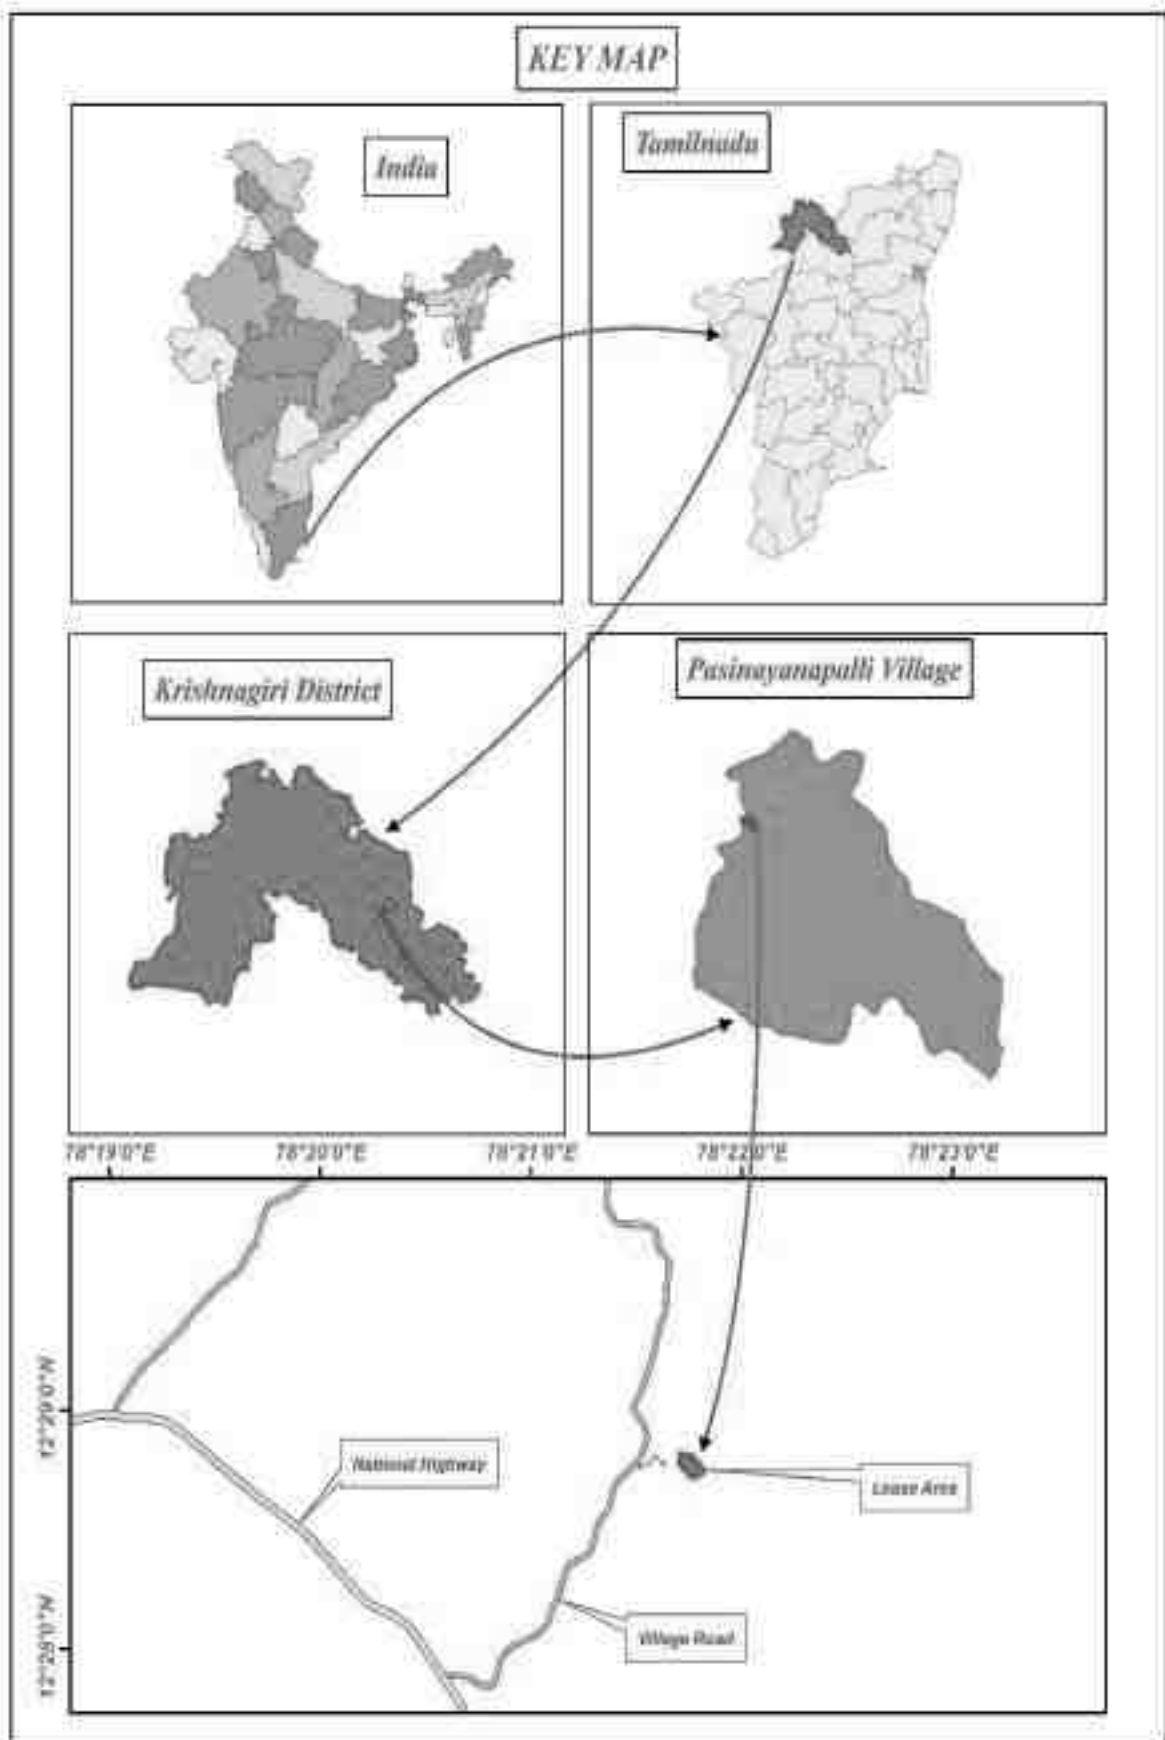 KEY MAP
India
Tamilnadu
Krishnagiri District
Pasinayanapalli Village
78°19'0"E 78°20'0"E 78°21'0"E 78°22'0"E 78°23'0"E
12°29'0"N
National Highway
Lease Area
Village Road
12°28'0"N